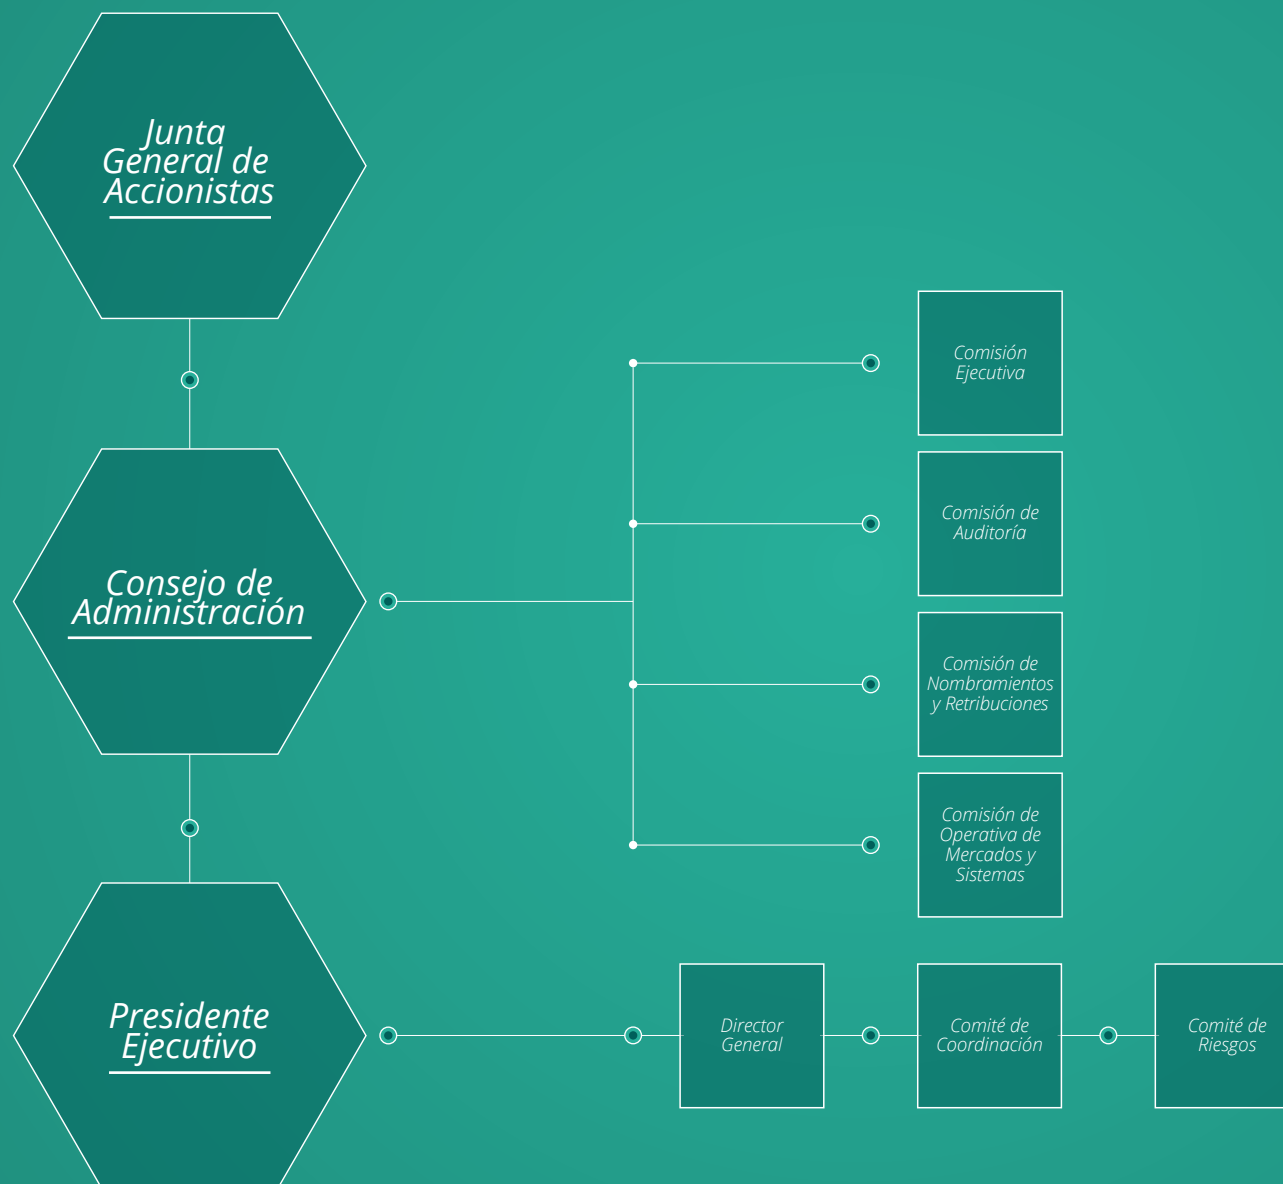 Junta
General de
Accionistas
Comisión
Ejecutiva
Comisión de
Auditoría
Consejo de
Administración
Comisión de
Nombramientos
y Retribuciones
Comisión de
Operativa de
Mercados y
Sistemas
Presidente
Ejecutivo
Director
General
Comité de
Coordinación
Comité de
Riesgos